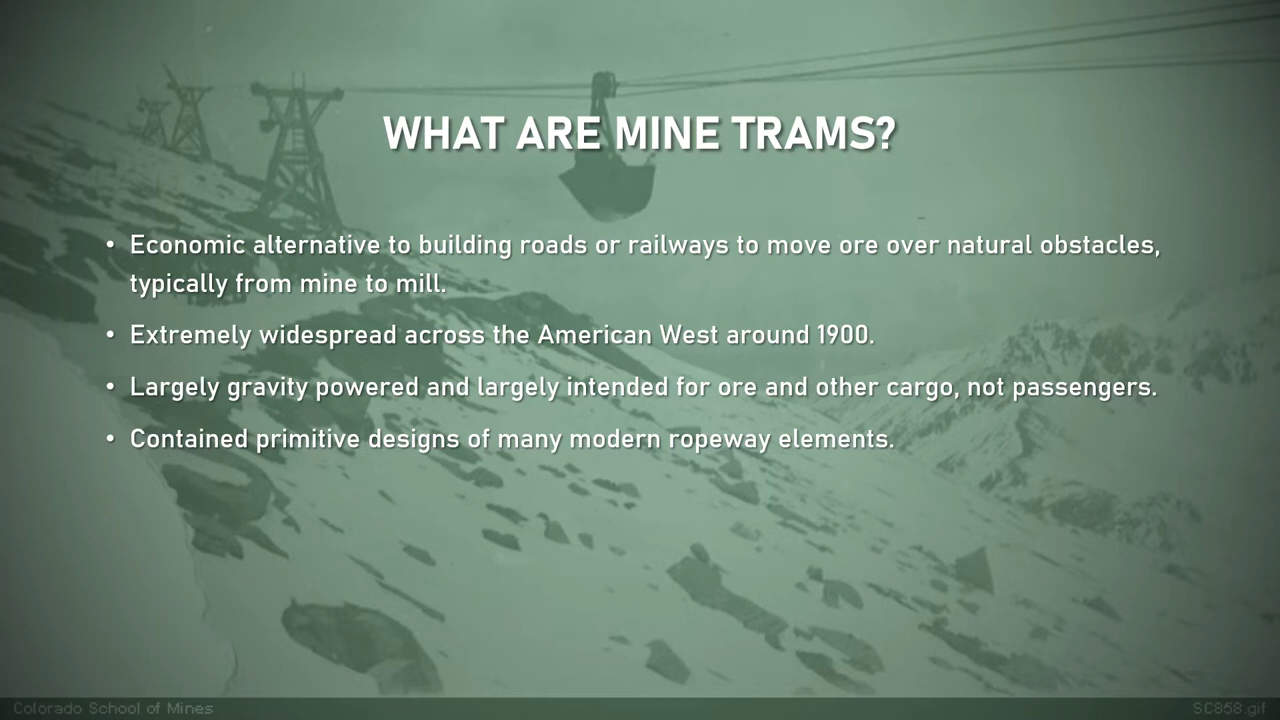 WHAT ARE MINE TRAMS?
• Economic alternative to building roads or railways to move ore over natural obstacles,
typically from mine to mill.
• Extremely widespread across the American West around 1900.
• Largely gravity powered and largely intended for ore and other cargo, not passengers.
• Contained primitive designs of many modern ropeway elements.
Colorado School of Mines
SC858.gif